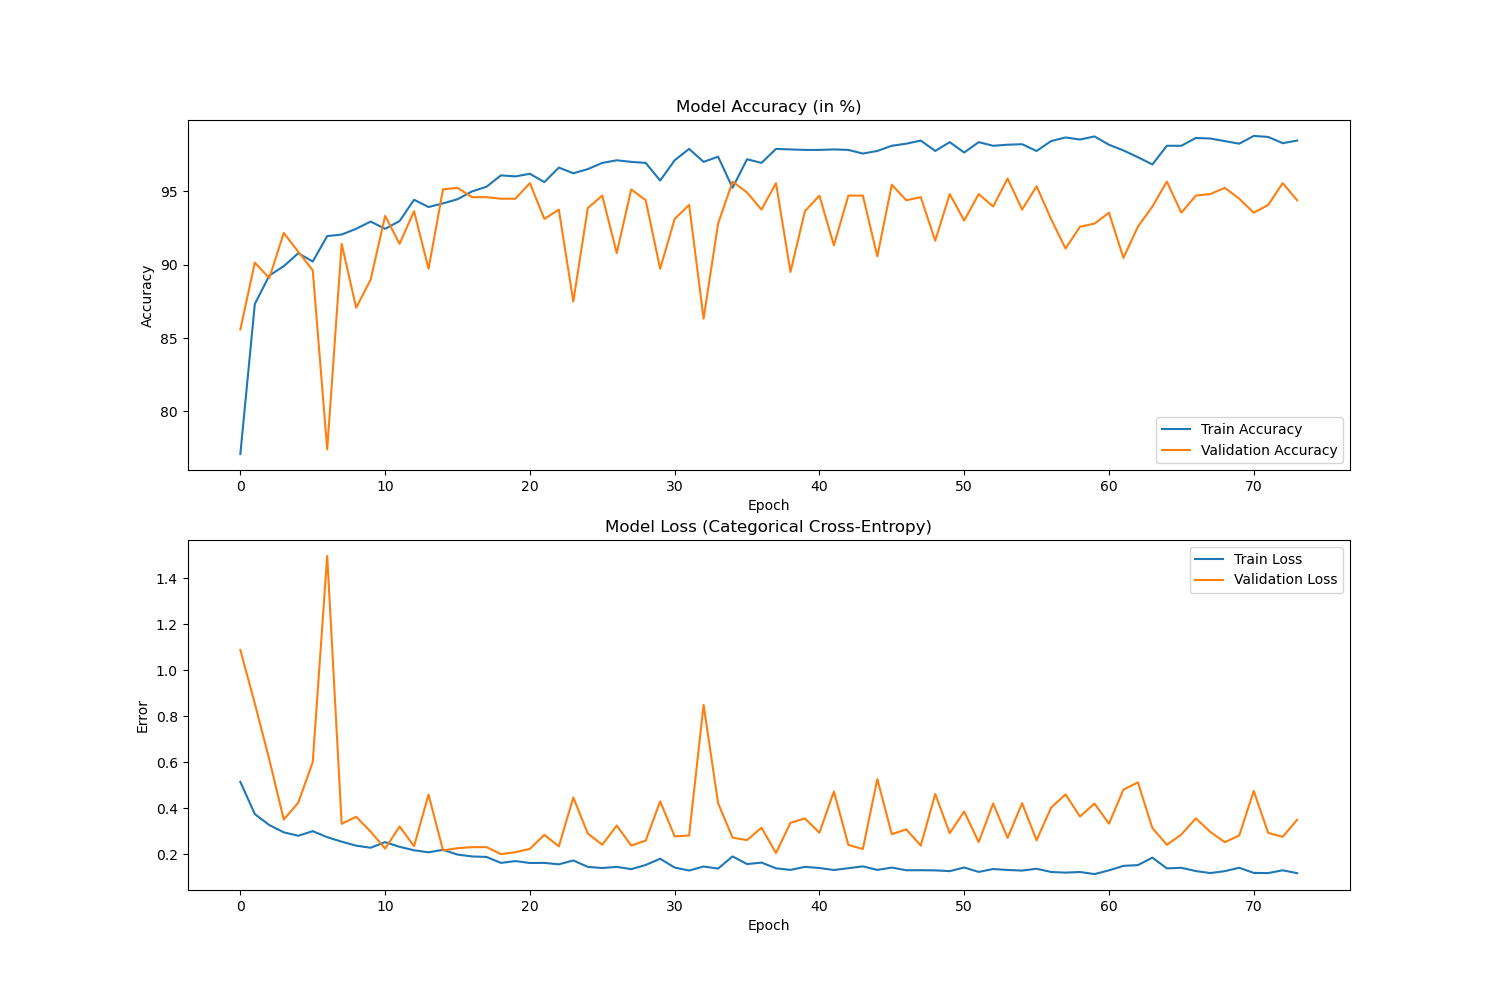 Model Accuracy (in %)
95
90
85
80
Accuracy
Train Accuracy
Validation Accuracy
0 10 20 30 40 50 60 70
Epoch
Model Loss (Categorical Cross-Entropy)
1.4
1.2
1.0
0.8
0.6
0.4
0.2
Error
Train Loss
Validation Loss
0 10 20 30 40 50 60 70
Epoch